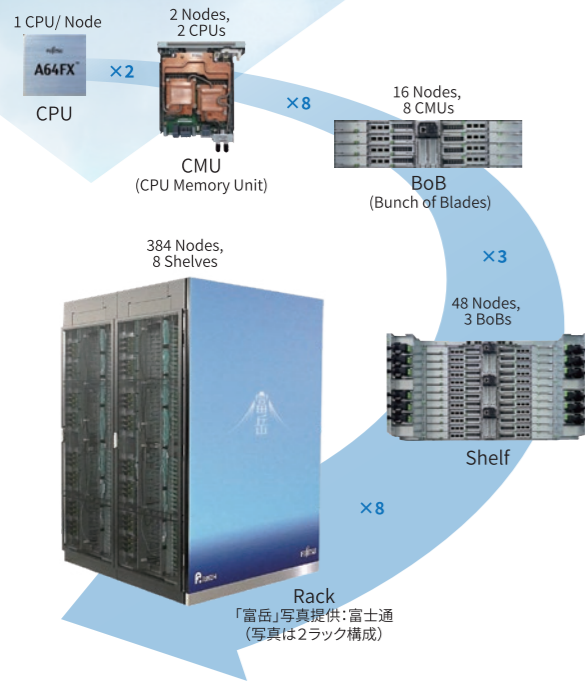 1 CPU/ Node
FUJITSU
A64FX™
CPU
×2
2 Nodes,
2 CPUs
CMU
(CPU Memory Unit)
×8
16 Nodes,
8 CMUs
BoB
(Bunch of Blades)
×3
48 Nodes,
3 BoBs
Shelf
×8
384 Nodes,
8 Shelves
富岳
FUJITSU
Rack
「富岳」写真提供：富士通
（写真は２ラック構成）